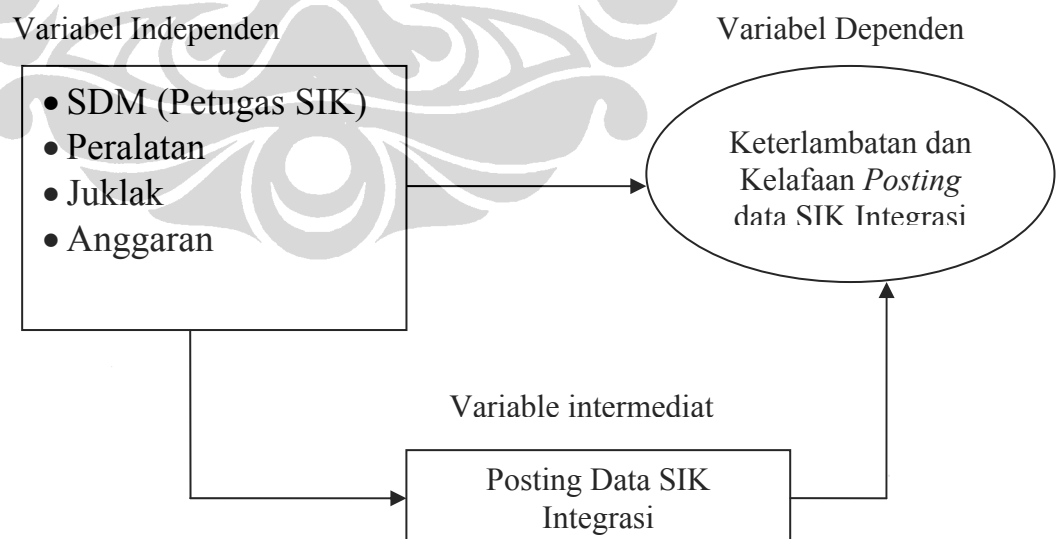 Variabel Independen
Variabel Dependen
• SDM (Petugas SIK)
• Peralatan
• Juklak
• Anggaran
Keterlambatan dan
Kelafaan Posting
data SIK Integrasi
Variable intermediat
Posting Data SIK
Integrasi